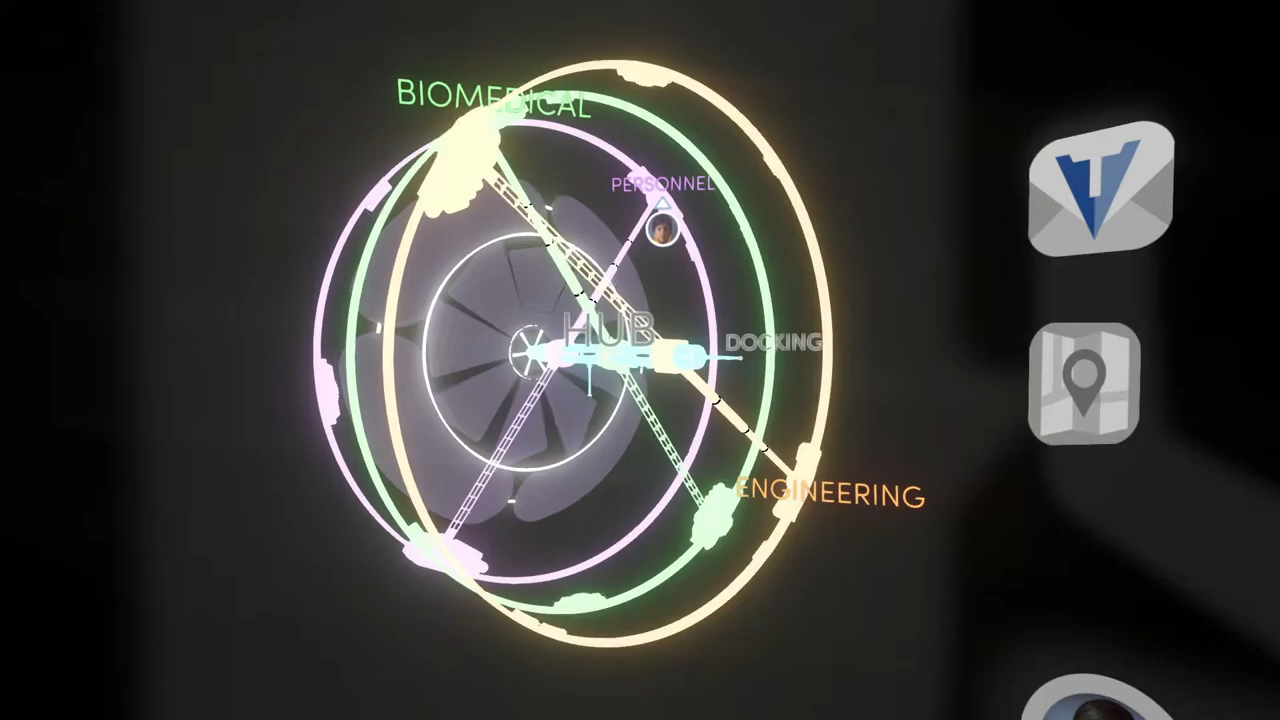 BIOMEDICAL
PERSONNEL
HUB
DOCKING
ENGINEERING
T